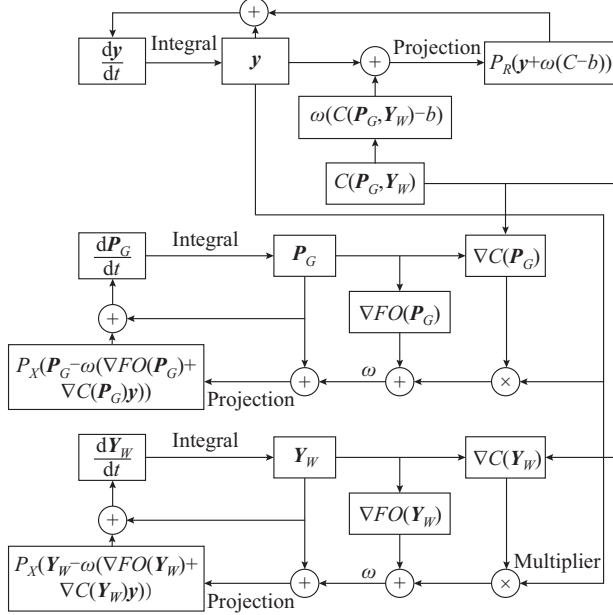 +
dy
dt
Integral
y
+
Projection
P_R(y+ω(C−b))
ω(C(P_G,Y_W)−b)
C(P_G,Y_W)
dP_G
dt
Integral
P_G
∇C(P_G)
∇FO(P_G)
+
P_X(P_G−ω(∇FO(P_G)+
∇C(P_G)y))
Projection
+
ω
+
×
dY_W
dt
Integral
Y_W
∇C(Y_W)
∇FO(Y_W)
+
P_X(Y_W−ω(∇FO(Y_W)+
∇C(Y_W)y))
Projection
+
ω
+
Multiplier
×